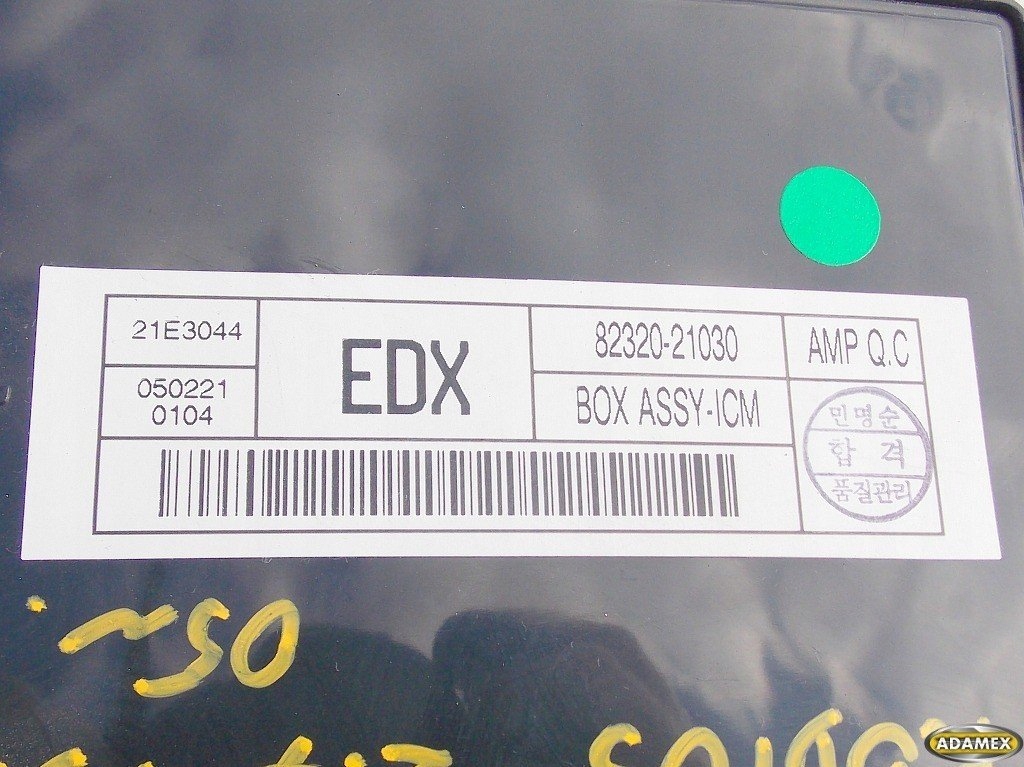 21E3044
050221
0104
EDX
82320-21030
BOX ASSY-ICM
AMP Q.C
민명순
합 격
품질관리
ADAMEX